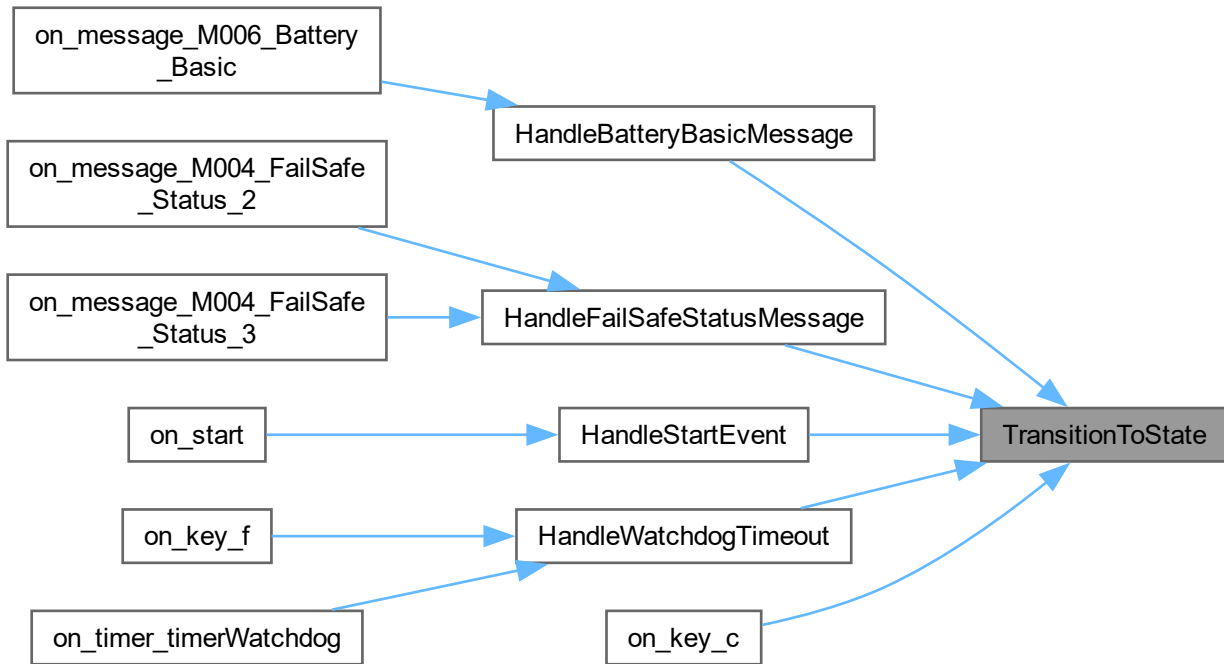 on_message_M006_Battery
_Basic
HandleBatteryBasicMessage
on_message_M004_FailSafe
_Status_2
on_message_M004_FailSafe
_Status_3
HandleFailSafeStatusMessage
on_start
HandleStartEvent
TransitionToState
on_key_f
HandleWatchdogTimeout
on_timer_timerWatchdog
on_key_c